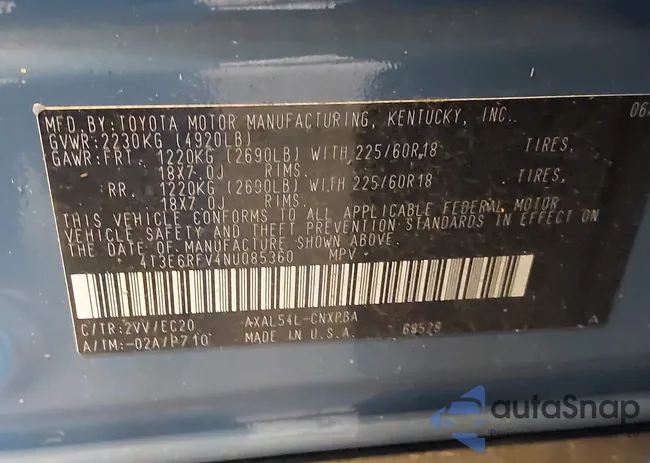 MFD.BY:TOYOTA MOTOR MANUFACTURING, KENTUCKY, INC..
GVWR:2230KG (4920LB)
GAWR:FRT. 1220KG (2690LB) WITH 225/60R18 TIRES,
18X7.0J RIMS.
RR. 1220KG (2690LB) WITH 225/60R18 TIRES,
18X7.0J RIMS.
THIS VEHICLE CONFORMS TO ALL APPLICABLE FEDERAL MOTOR
VEHICLE SAFETY AND THEFT PREVENTION STANDARDS IN EFFECT ON
THE DATE OF MANUFACTURE SHOWN ABOVE.
4T3E6RFV4NU085360 MPV
C/TR:2VV/EC20 AXAL54L-CNXPBA
A/TM:-02A/P710 MADE IN U.S.A. 68528 A
autoSnap